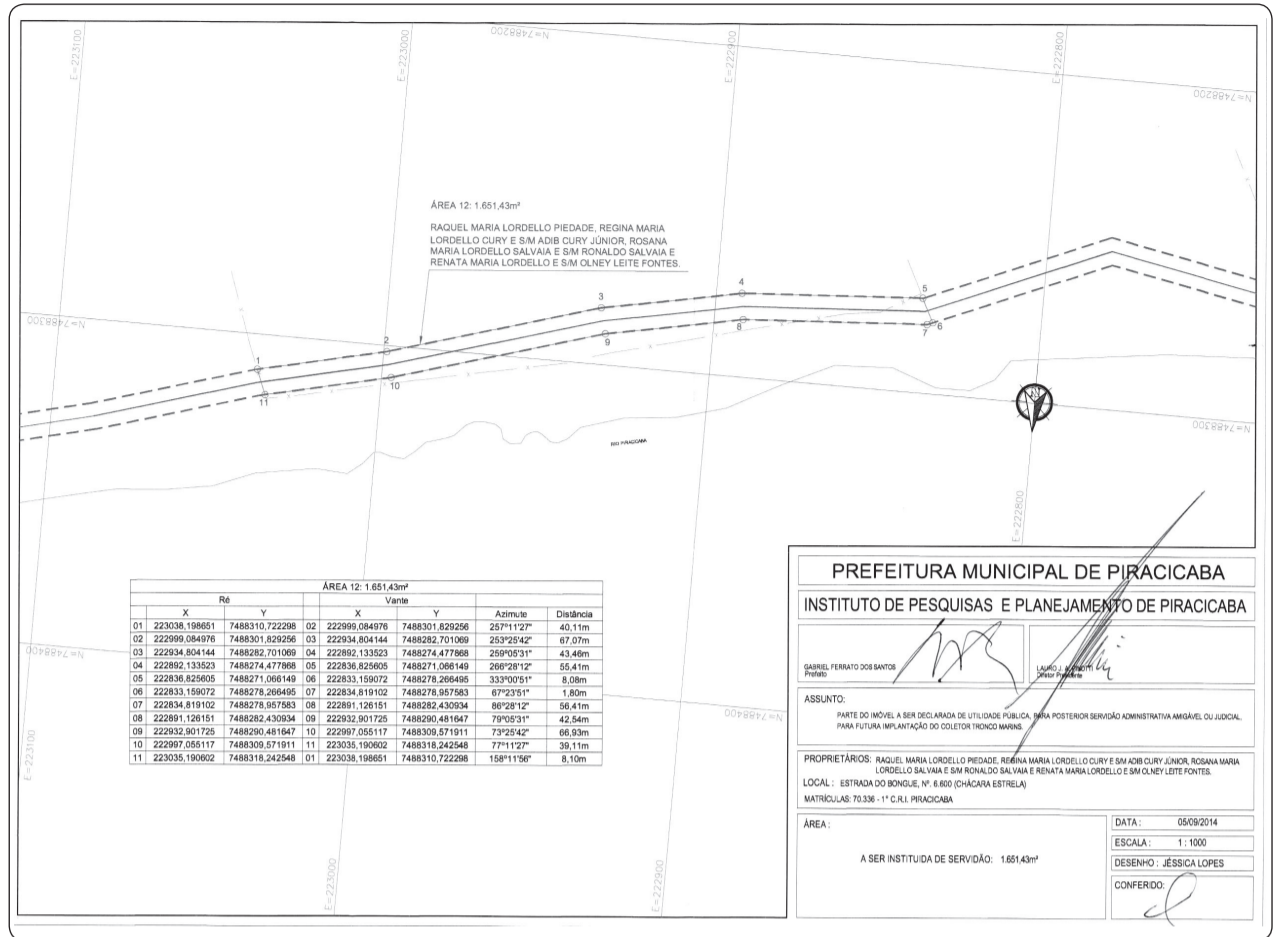 E=223100
E=223000
N=7488200
E=222900
E=222800
N=7488200
ÁREA 12: 1.651,43m²
RAQUEL MARIA LORDELLO PIEDADE, REGINA MARIA
LORDELLO CURY E S/M ADIB CURY JÚNIOR, ROSANA
MARIA LORDELLO SALVAIA E S/M RONALDO SALVAIA E
RENATA MARIA LORDELLO E S/M OLNEY LEITE FONTES.
N=7488300
1
2
3
4
5
6
7
8
9
10
11
RIO PIRACICABA
N
N=7488300
E=222800
N=7488400
N=7488400
E=223100
E=223000
E=222900
ÁREA 12: 1.651,43m²
Ré Vante
X Y X Y Azimute Distância
01 223038,198651 7488310,722298 02 222999,084976 7488301,829256 257°11'27" 40,11m
02 222999,084976 7488301,829256 03 222934,804144 7488282,701069 253°25'42" 67,07m
03 222934,804144 7488282,701069 04 222892,133523 7488274,477868 259°05'31" 43,46m
04 222892,133523 7488274,477868 05 222836,825605 7488271,066149 266°28'12" 55,41m
05 222836,825605 7488271,066149 06 222833,159072 7488278,266495 333°00'51" 8,08m
06 222833,159072 7488278,266495 07 222834,819102 7488278,957583 67°23'51" 1,80m
07 222834,819102 7488278,957583 08 222891,126151 7488282,430934 86°28'12" 56,41m
08 222891,126151 7488282,430934 09 222932,901725 7488290,481647 79°05'31" 42,54m
09 222932,901725 7488290,481647 10 222997,055117 7488309,571911 73°25'42" 66,93m
10 222997,055117 7488309,571911 11 223035,190602 7488318,242548 77°11'27" 39,11m
11 223035,190602 7488318,242548 01 223038,198651 7488310,722298 158°11'56" 8,10m
PREFEITURA MUNICIPAL DE PIRACICABA
INSTITUTO DE PESQUISAS E PLANEJAMENTO DE PIRACICABA
GABRIEL FERRATO DOS SANTOS
Prefeito
LAURO J. A.
Diretor Presidente
ASSUNTO:
PARTE DO IMÓVEL A SER DECLARADA DE UTILIDADE PÚBLICA, PARA POSTERIOR SERVIDÃO ADMINISTRATIVA AMIGÁVEL OU JUDICIAL,
PARA FUTURA IMPLANTAÇÃO DO COLETOR TRONCO MARINS.
PROPRIETÁRIOS: RAQUEL MARIA LORDELLO PIEDADE, REGINA MARIA LORDELLO CURY E S/M ADIB CURY JÚNIOR, ROSANA MARIA
LORDELLO SALVAIA E S/M RONALDO SALVAIA E RENATA MARIA LORDELLO E S/M OLNEY LEITE FONTES.
LOCAL : ESTRADA DO BONGUE, Nº. 6.600 (CHÁCARA ESTRELA)
MATRÍCULAS: 70.336 - 1º C.R.I. PIRACICABA
ÁREA :
A SER INSTITUIDA DE SERVIDÃO: 1.651,43m²
DATA : 05/09/2014
ESCALA : 1 : 1000
DESENHO : JÉSSICA LOPES
CONFERIDO: